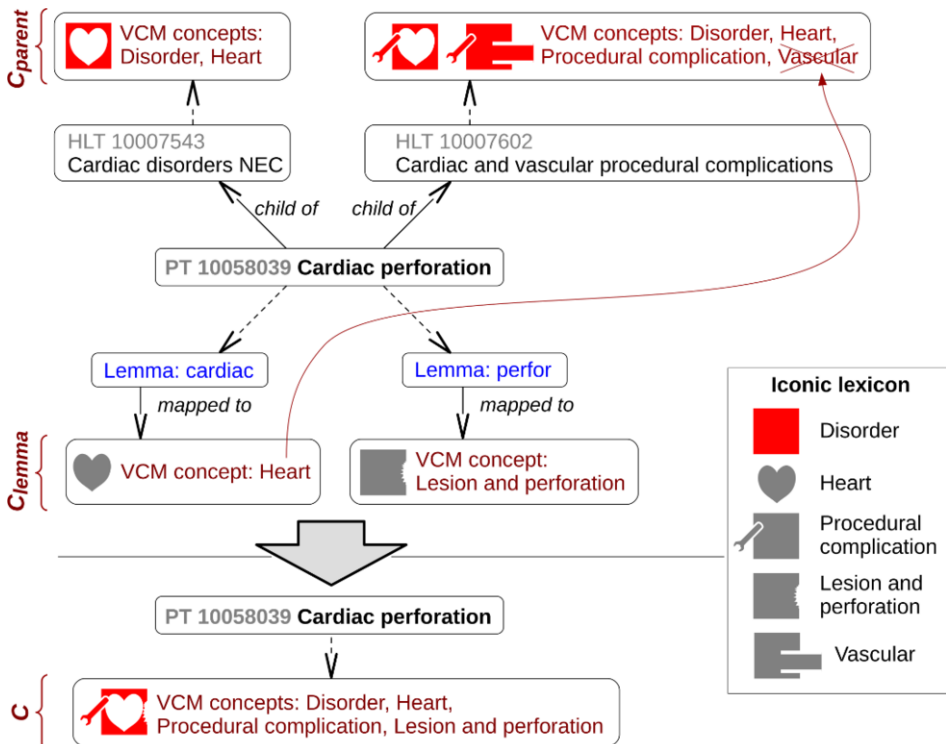 Cparent
VCM concepts:
Disorder, Heart
VCM concepts: Disorder, Heart,
Procedural complication, Vascular
HLT 10007543
Cardiac disorders NEC
HLT 10007602
Cardiac and vascular procedural complications
child of
child of
PT 10058039 Cardiac perforation
Lemma: cardiac
Lemma: perfor
mapped to
mapped to
Clemma
VCM concept: Heart
VCM concept:
Lesion and perforation
Iconic lexicon
Disorder
Heart
Procedural
complication
Lesion and
perforation
Vascular
PT 10058039 Cardiac perforation
C
VCM concepts: Disorder, Heart,
Procedural complication, Lesion and perforation